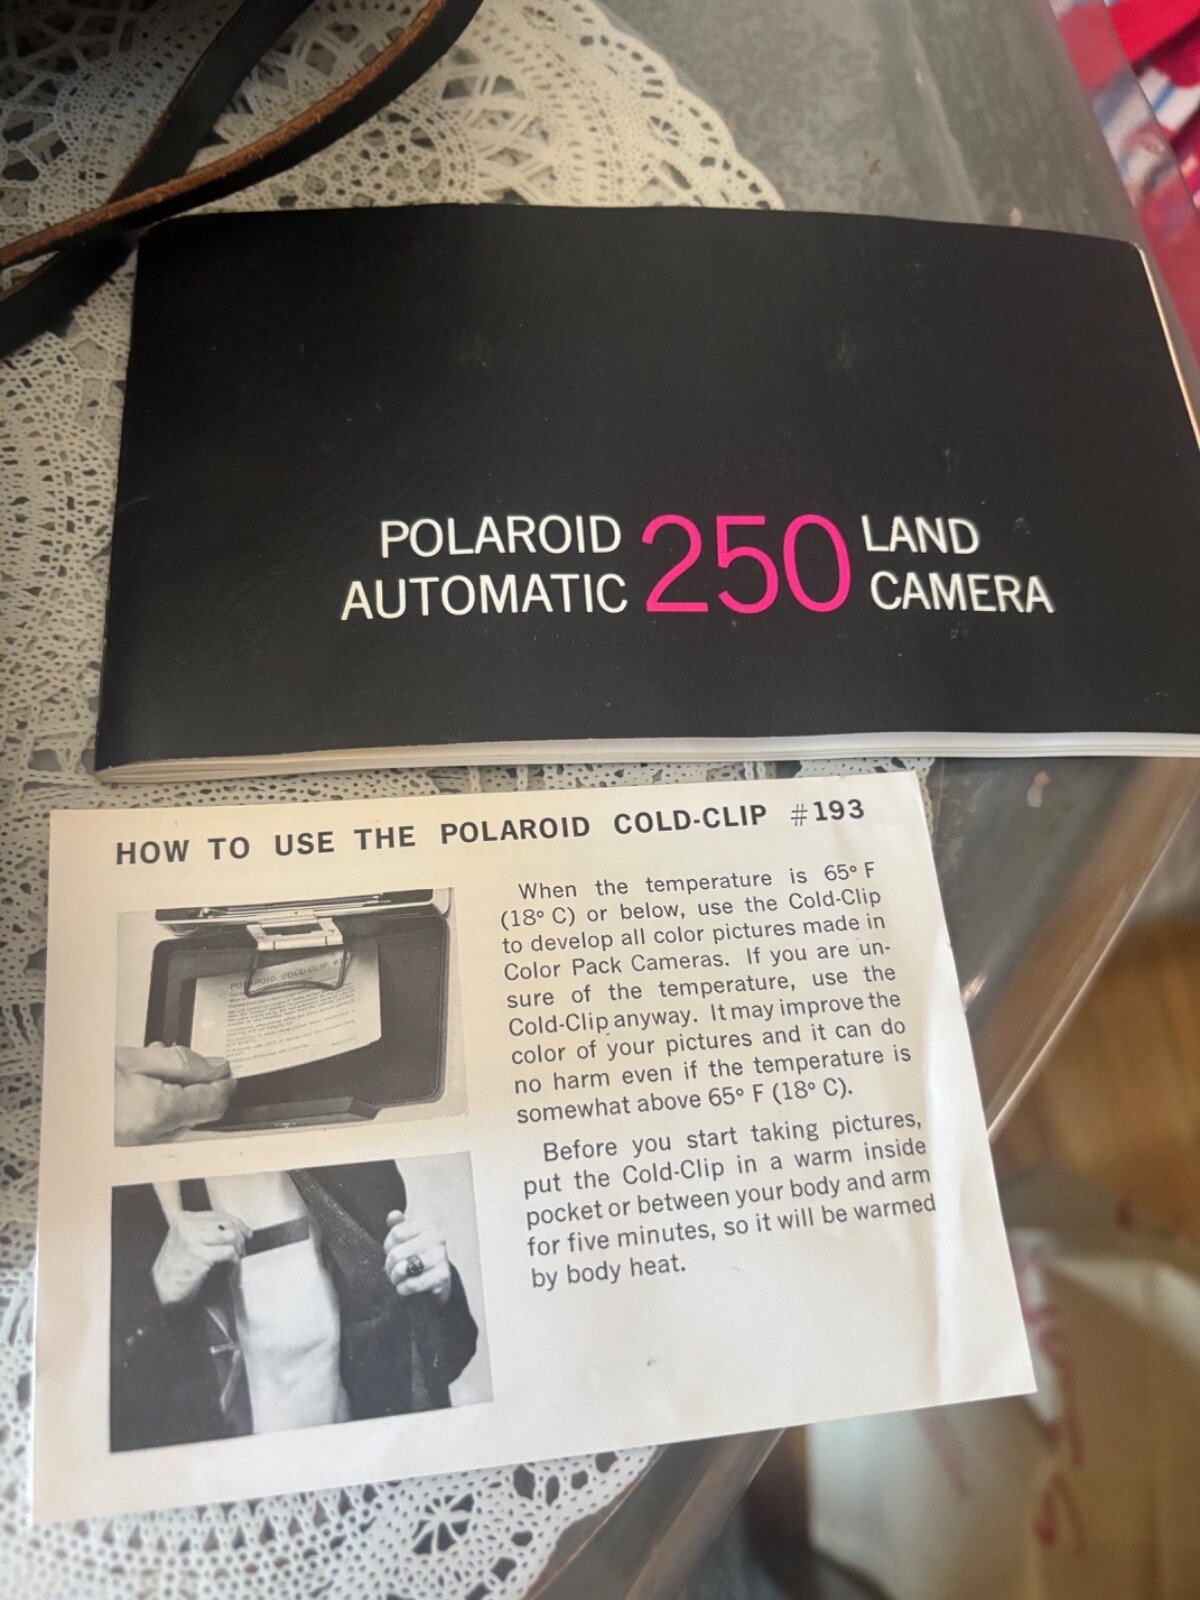 POLAROID 250 LAND
AUTOMATIC CAMERA
HOW TO USE THE POLAROID COLD-CLIP #193
When the temperature is 65° F
(18° C) or below, use the Cold-Clip
to develop all color pictures made in
Color Pack Cameras. If you are un-
sure of the temperature, use the
Cold-Clip anyway. It may improve the
color of your pictures and it can do
no harm even if the temperature is
somewhat above 65° F (18° C).
Before you start taking pictures,
put the Cold-Clip in a warm inside
pocket or between your body and arm
for five minutes, so it will be warmed
by body heat.
POLAROID COLD-CLIP